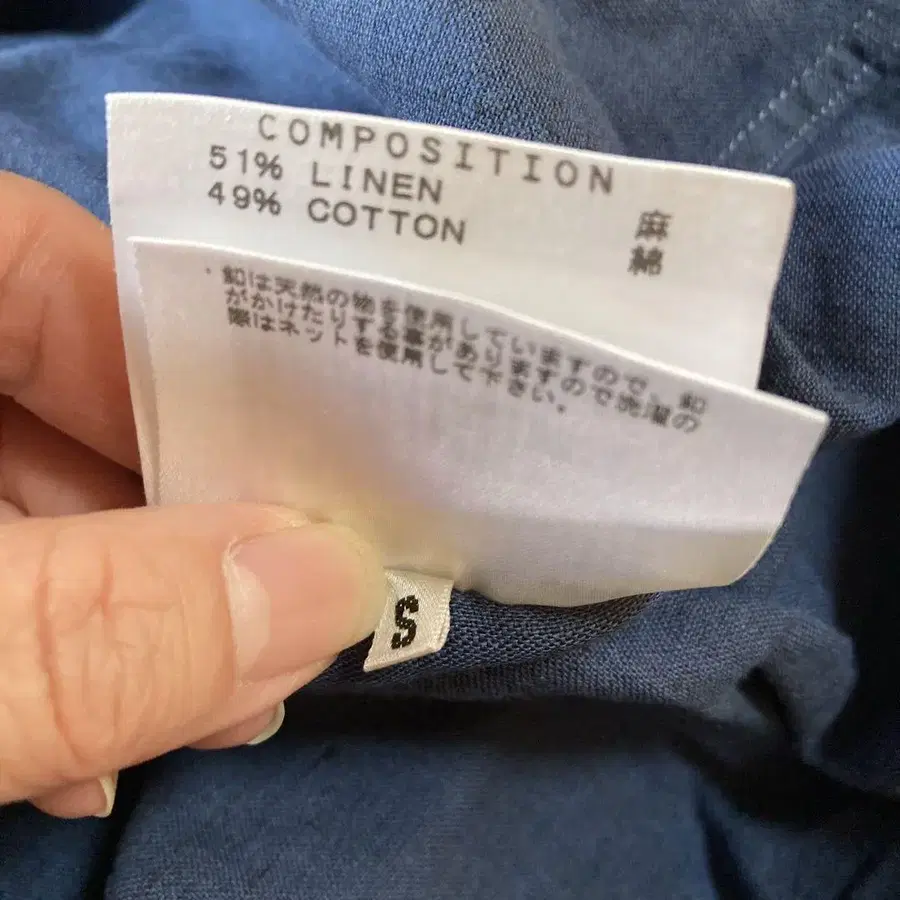 COMPOSITION
51% LINEN 麻
49% COTTON 綿
・釦は天然の物を使用していますので、釦
がかけたりする事がありますので洗濯の
際はネットを使用して下さい。
S